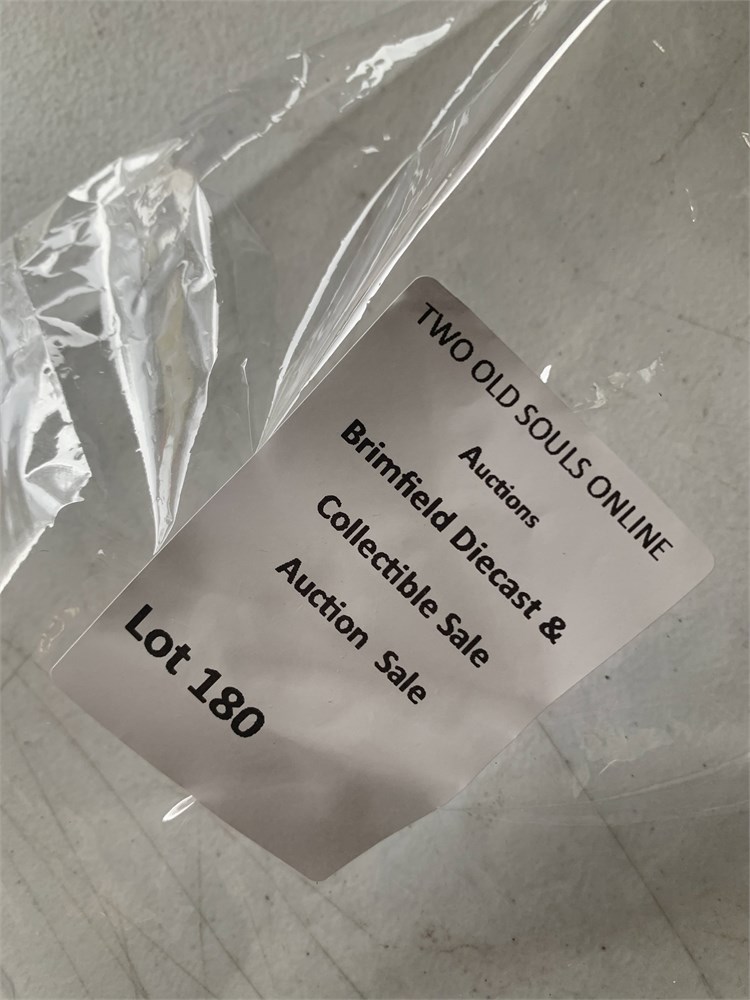 TWO OLD SOULS ONLINE
Auctions
Brimfield Diecast &
Collectible Sale
Auction Sale
Lot 180